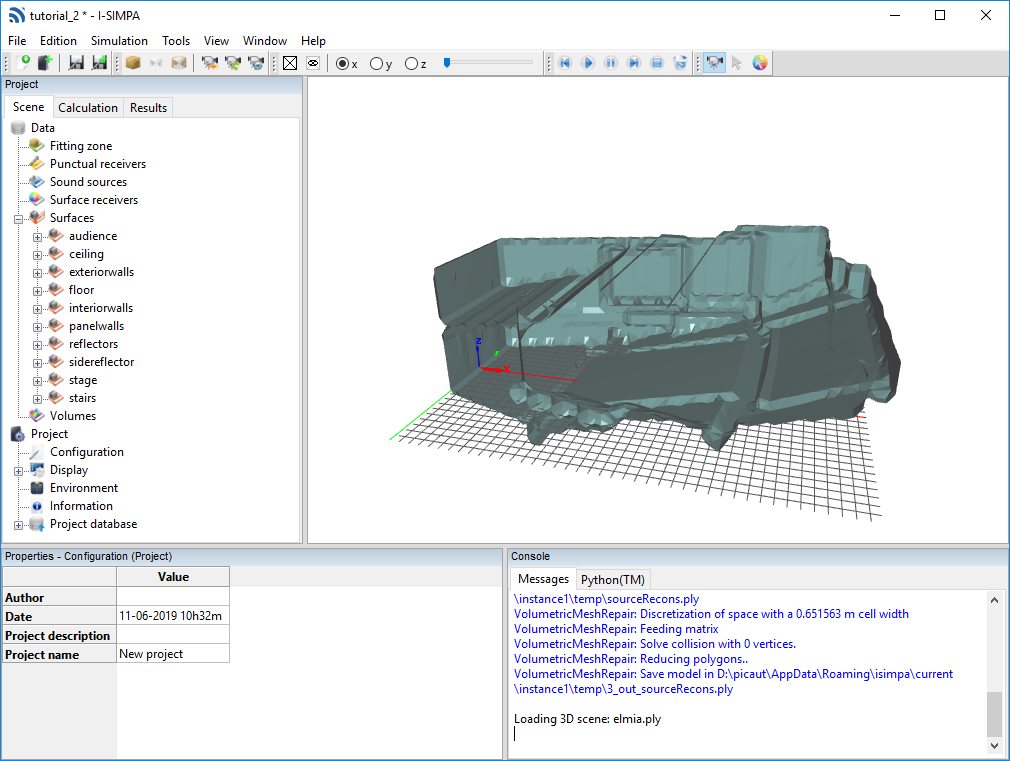 tutorial_2 * - I-SIMPA
File Edition Simulation Tools View Window Help
x y z
Project
Scene Calculation Results
Data
Fitting zone
Punctual receivers
Sound sources
Surface receivers
Surfaces
audience
ceiling
exteriorwalls
floor
interiorwalls
panelwalls
reflectors
sidereflector
stage
stairs
Volumes
Project
Configuration
Display
Environment
Information
Project database
z
x
Properties - Configuration (Project)
Value
Author
Date 11-06-2019 10h32m
Project description
Project name New project
Console
Messages Python(TM)
\instance1\temp\sourceRecons.ply
VolumetricMeshRepair: Discretization of space with a 0.651563 m cell width
VolumetricMeshRepair: Feeding matrix
VolumetricMeshRepair: Solve collision with 0 vertices.
VolumetricMeshRepair: Reducing polygons..
VolumetricMeshRepair: Save model in D:\picaut\AppData\Roaming\isimpa\current
\instance1\temp\3_out_sourceRecons.ply
Loading 3D scene: elmia.ply